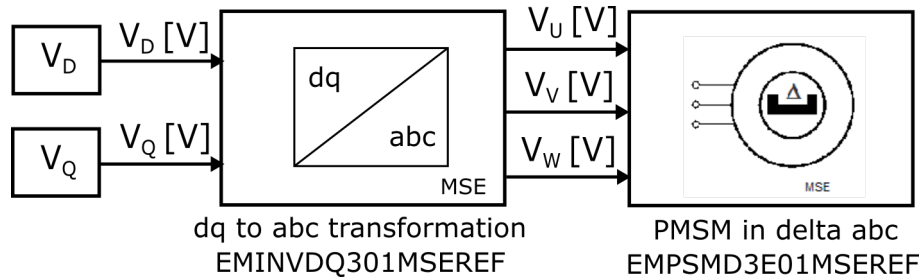 V_D
V_D [V]
V_Q
V_Q [V]
dq
abc
MSE
dq to abc transformation
EMINVDQ301MSEREF
V_U [V]
V_V [V]
V_W [V]
Δ
MSE
PMSM in delta abc
EMPSMD3E01MSEREF